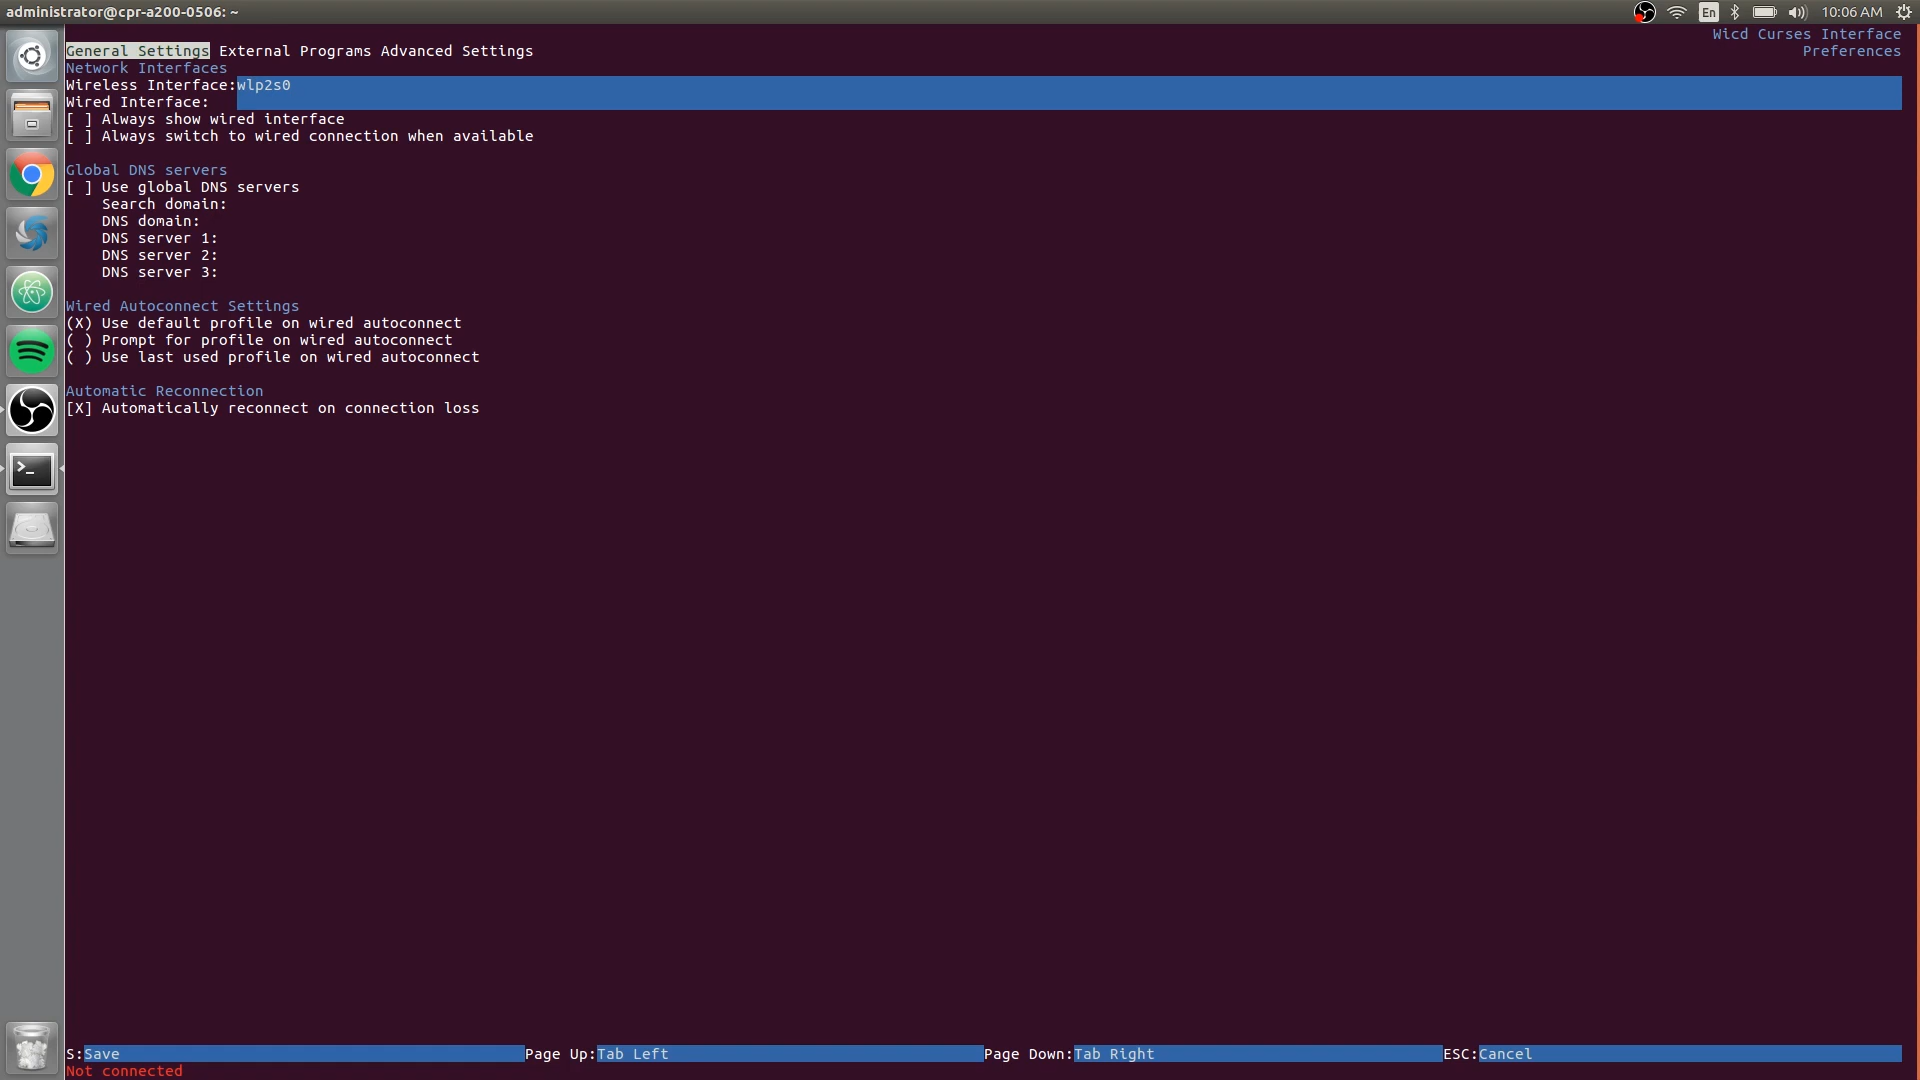 administrator@cpr-a200-0506: ~
En
10:06 AM
Wicd Curses Interface
General Settings External Programs Advanced Settings
Preferences
Network Interfaces
Wireless Interface:wlp2s0
Wired Interface:
[ ] Always show wired interface
[ ] Always switch to wired connection when available
Global DNS servers
[ ] Use global DNS servers
Search domain:
DNS domain:
DNS server 1:
DNS server 2:
DNS server 3:
Wired Autoconnect Settings
(X) Use default profile on wired autoconnect
( ) Prompt for profile on wired autoconnect
( ) Use last used profile on wired autoconnect
Automatic Reconnection
[X] Automatically reconnect on connection loss
S:Save Page Up:Tab Left Page Down:Tab Right ESC:Cancel
Not connected